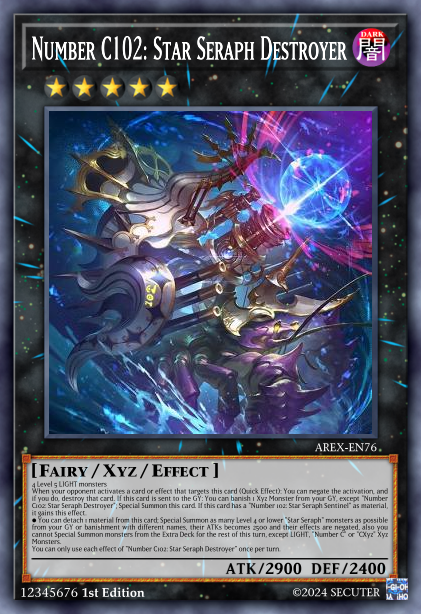 Number C102: Star Seraph Destroyer
DARK
闇
102
AREX-EN76
[Fairy / Xyz / Effect ]
4 Level 5 LIGHT monsters
When your opponent activates a card or effect that targets this card (Quick Effect): You can negate the activation, and
if you do, destroy that card. If this card is sent to the GY: You can banish 1 Xyz Monster from your GY, except "Number
C102: Star Seraph Destroyer"; Special Summon this card. If this card has a "Number 102: Star Seraph Sentinel" as material,
it gains this effect.
●You can detach 1 material from this card; Special Summon as many Level 4 or lower "Star Seraph" monsters as possible
from your GY or banishment with different names, their ATKs becomes 2500 and their effects are negated, also you
cannot Special Summon monsters from the Extra Deck for the rest of this turn, except LIGHT, "Number C" or "CXyz" Xyz
Monsters.
You can only use each effect of "Number C102: Star Seraph Destroyer" once per turn.
ATK/2900 DEF/2400
12345676 1st Edition
©2024 SECUTER